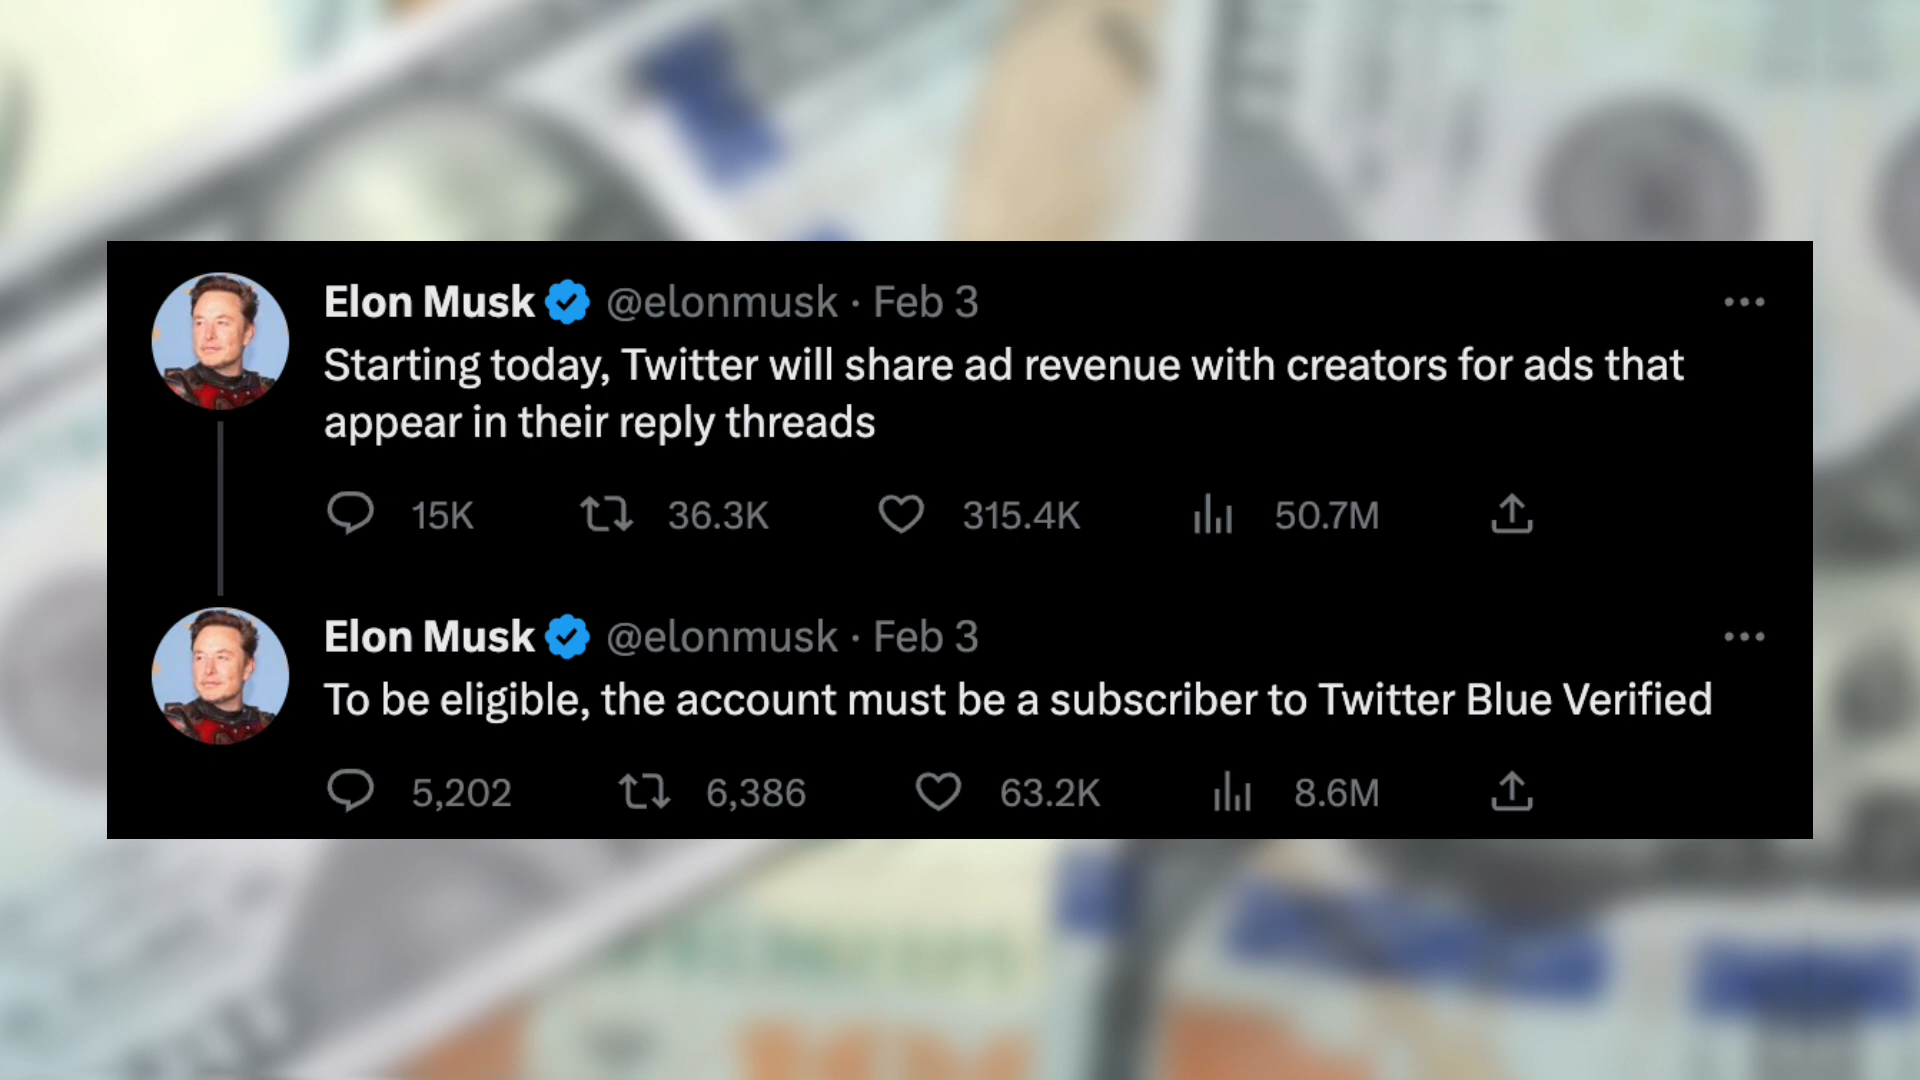 Elon Musk @elonmusk · Feb 3
Starting today, Twitter will share ad revenue with creators for ads that
appear in their reply threads
15K 36.3K 315.4K 50.7M
Elon Musk @elonmusk · Feb 3
To be eligible, the account must be a subscriber to Twitter Blue Verified
5,202 6,386 63.2K 8.6M